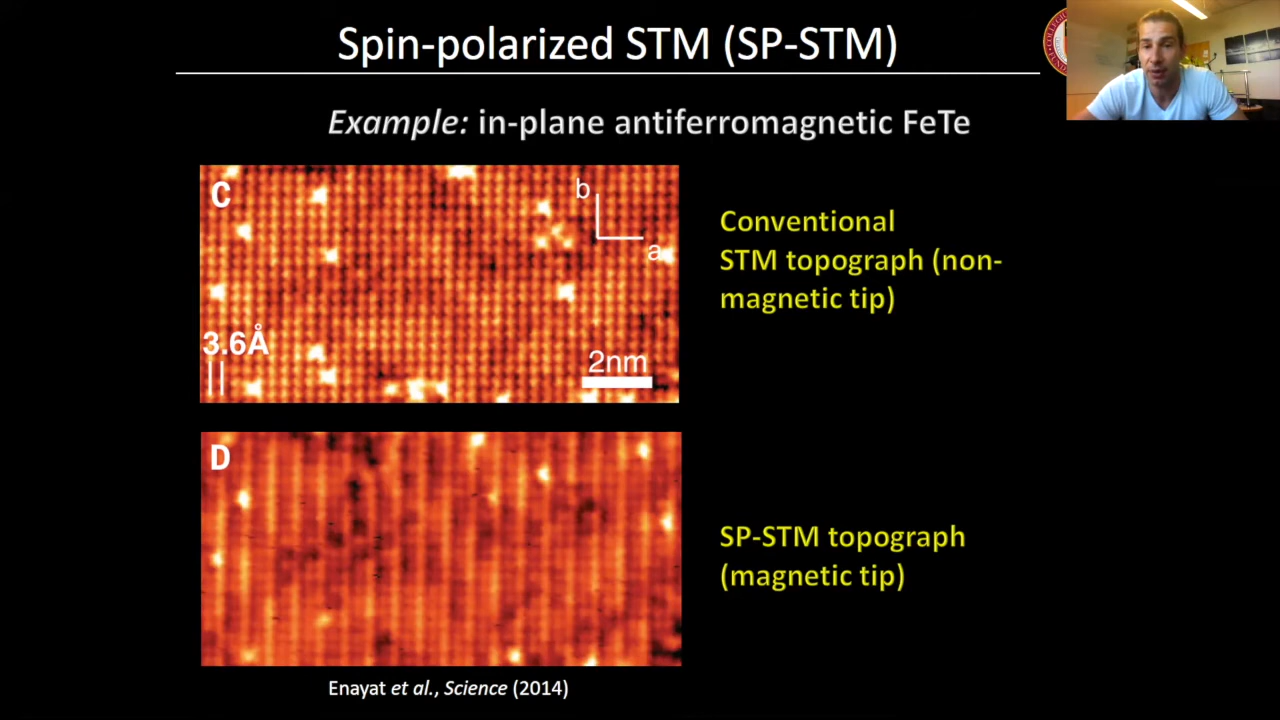 Spin-polarized STM (SP-STM)
Example: in-plane antiferromagnetic FeTe
C
b
a
3.6Å
2nm
Conventional
STM topograph (non-
magnetic tip)
D
SP-STM topograph
(magnetic tip)
Enayat et al., Science (2014)